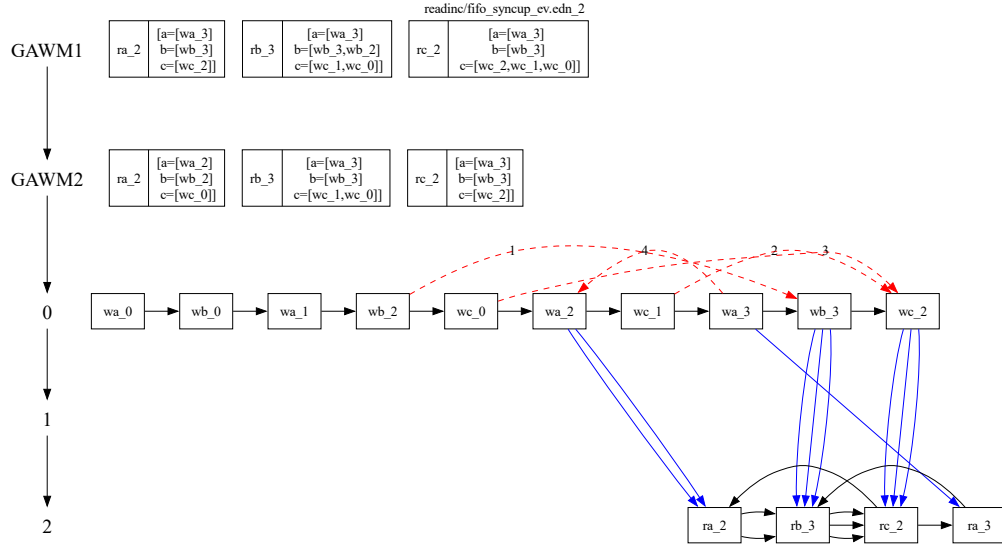 readinc/fifo_syncup_ev.edn_2
GAWM1
ra_2
[a=[wa_3]
b=[wb_3]
c=[wc_2]]
rb_3
[a=[wa_3]
b=[wb_3,wb_2]
c=[wc_1,wc_0]]
rc_2
[a=[wa_3]
b=[wb_3]
c=[wc_2,wc_1,wc_0]]
GAWM2
ra_2
[a=[wa_2]
b=[wb_2]
c=[wc_0]]
rb_3
[a=[wa_3]
b=[wb_3]
c=[wc_1,wc_0]]
rc_2
[a=[wa_3]
b=[wb_3]
c=[wc_2]]
1
4
2
3
0
wa_0
wb_0
wa_1
wb_2
wc_0
wa_2
wc_1
wa_3
wb_3
wc_2
1
2
ra_2
rb_3
rc_2
ra_3